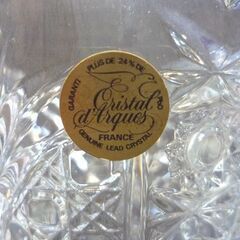 GARANTI PLUS DE 24% DE PbO
Cristal
d'Arques
FRANCE
GENUINE LEAD CRYSTAL